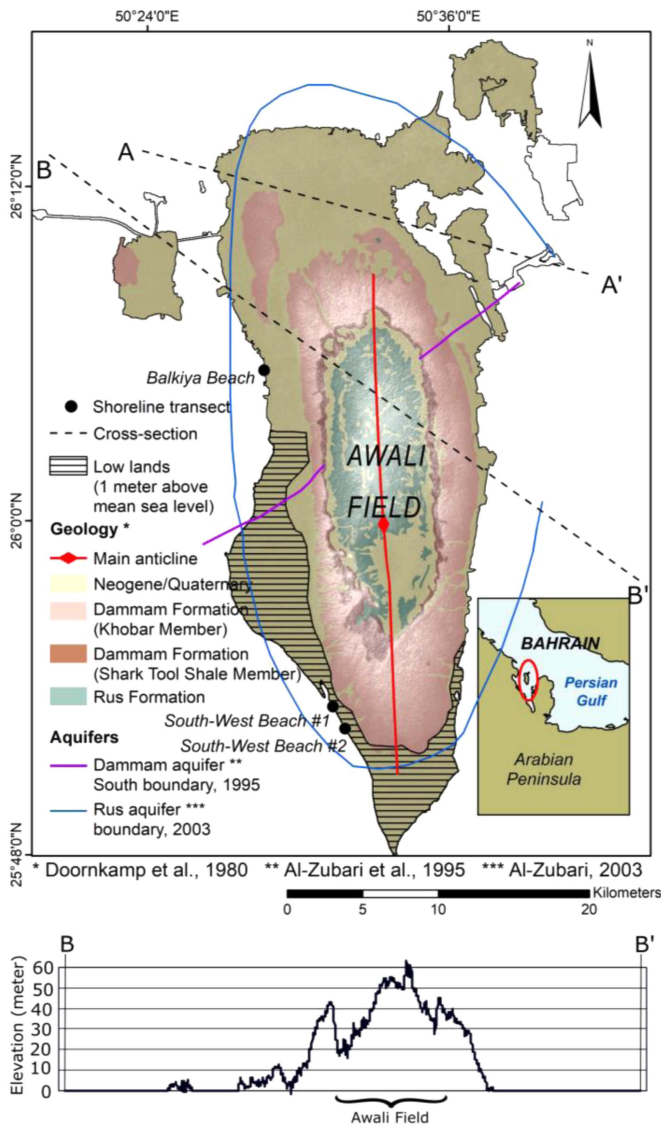 50°24'0"E
50°36'0"E
N
B
A
26°12'0"N
A'
Balkiya Beach
Shoreline transect
Cross-section
Low lands
(1 meter above
mean sea level)
AWALI
FIELD
26°0'0"N
Geology *
Main anticline
Neogene/Quaternary
Dammam Formation
(Khobar Member)
Dammam Formation
(Shark Tool Shale Member)
Rus Formation
B'
BAHRAIN
Persian
Gulf
Arabian
Peninsula
South-West Beach #1
South-West Beach #2
Aquifers
Dammam aquifer **
South boundary, 1995
Rus aquifer ***
boundary, 2003
25°48'0"N
* Doornkamp et al., 1980 ** Al-Zubari et al., 1995 *** Al-Zubari, 2003
Kilometers
0 5 10 20
B B'
Elevation (meter)
60
50
40
30
20
10
0
Awali Field